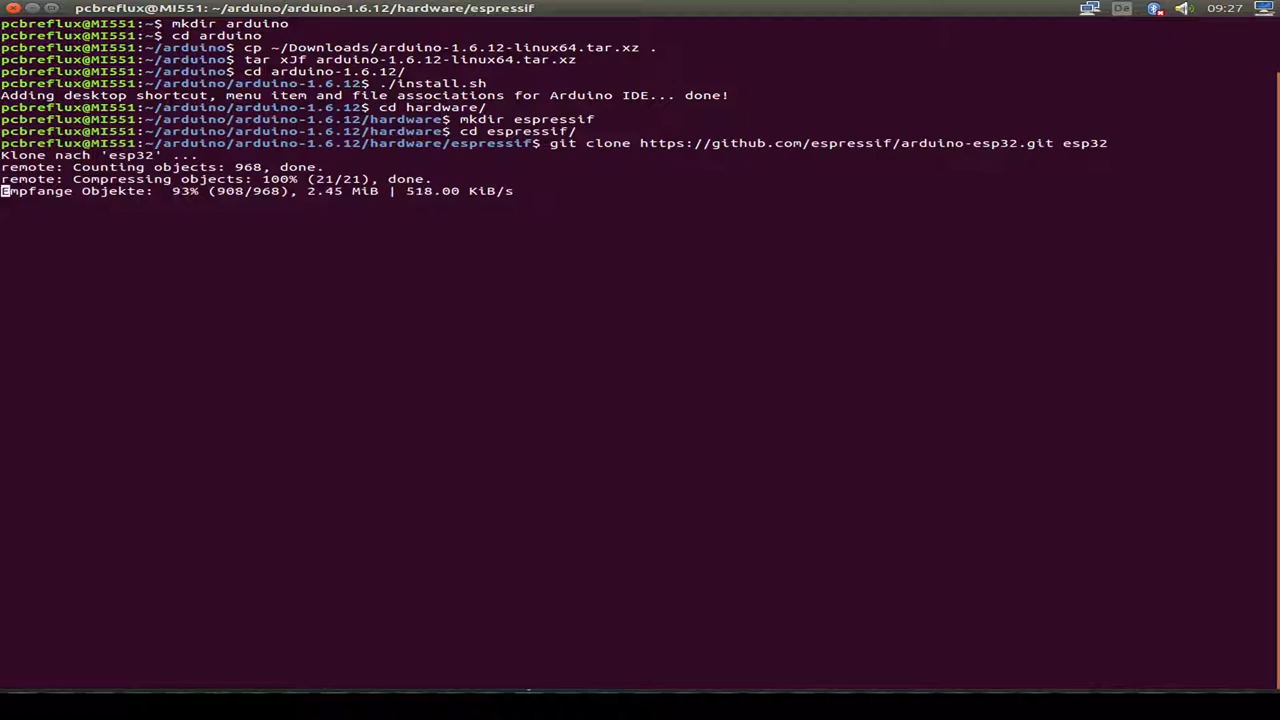 pcbreflux@MI551: ~/arduino/arduino-1.6.12/hardware/espressif
De
09:27
pcbreflux@MI551:~$ mkdir arduino
pcbreflux@MI551:~$ cd arduino
pcbreflux@MI551:~/arduino$ cp ~/Downloads/arduino-1.6.12-linux64.tar.xz .
pcbreflux@MI551:~/arduino$ tar xJf arduino-1.6.12-linux64.tar.xz
pcbreflux@MI551:~/arduino$ cd arduino-1.6.12/
pcbreflux@MI551:~/arduino/arduino-1.6.12$ ./install.sh
Adding desktop shortcut, menu item and file associations for Arduino IDE... done!
pcbreflux@MI551:~/arduino/arduino-1.6.12$ cd hardware/
pcbreflux@MI551:~/arduino/arduino-1.6.12/hardware$ mkdir espressif
pcbreflux@MI551:~/arduino/arduino-1.6.12/hardware$ cd espressif/
pcbreflux@MI551:~/arduino/arduino-1.6.12/hardware/espressif$ git clone https://github.com/espressif/arduino-esp32.git esp32
Klone nach 'esp32' ...
remote: Counting objects: 968, done.
remote: Compressing objects: 100% (21/21), done.
Empfange Objekte:  93% (908/968), 2.45 MiB | 518.00 KiB/s